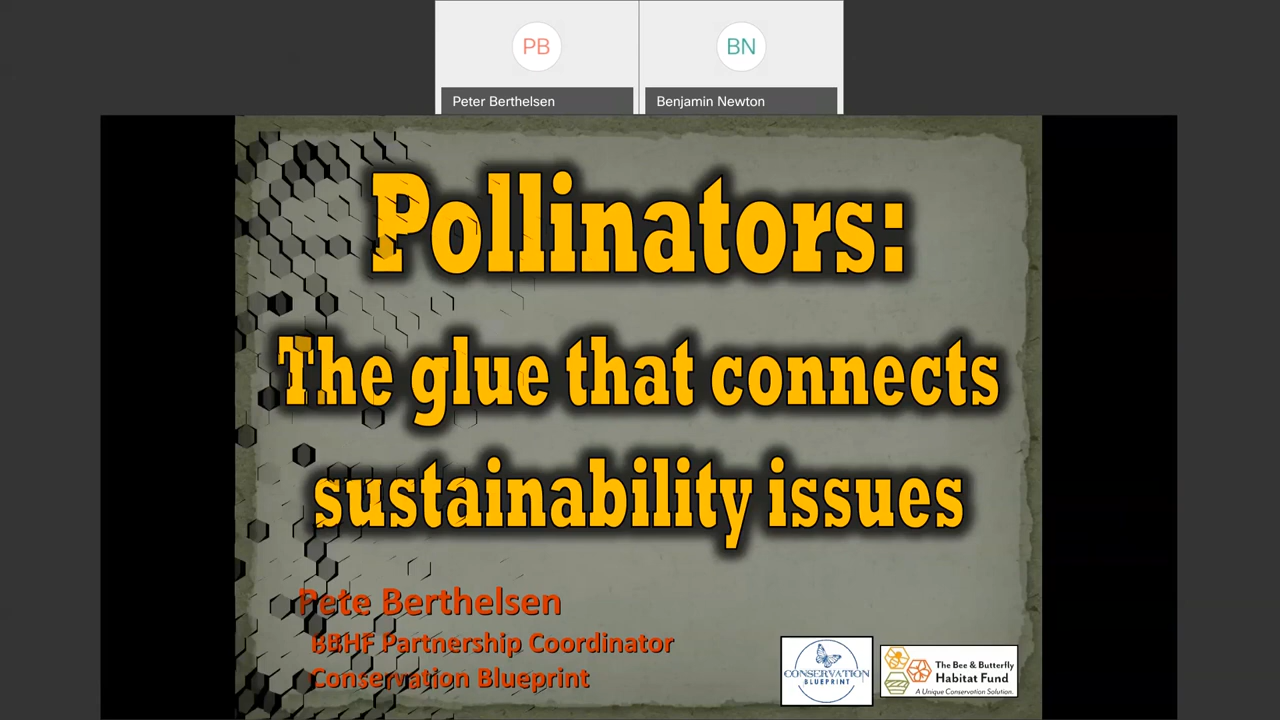 PB
BN
Peter Berthelsen
Benjamin Newton
Pollinators:
The glue that connects
sustainability issues
Pete Berthelsen
BBHF Partnership Coordinator
Conservation Blueprint
CONSERVATION
BLUEPRINT
The Bee & Butterfly
Habitat Fund
A Unique Conservation Solution.